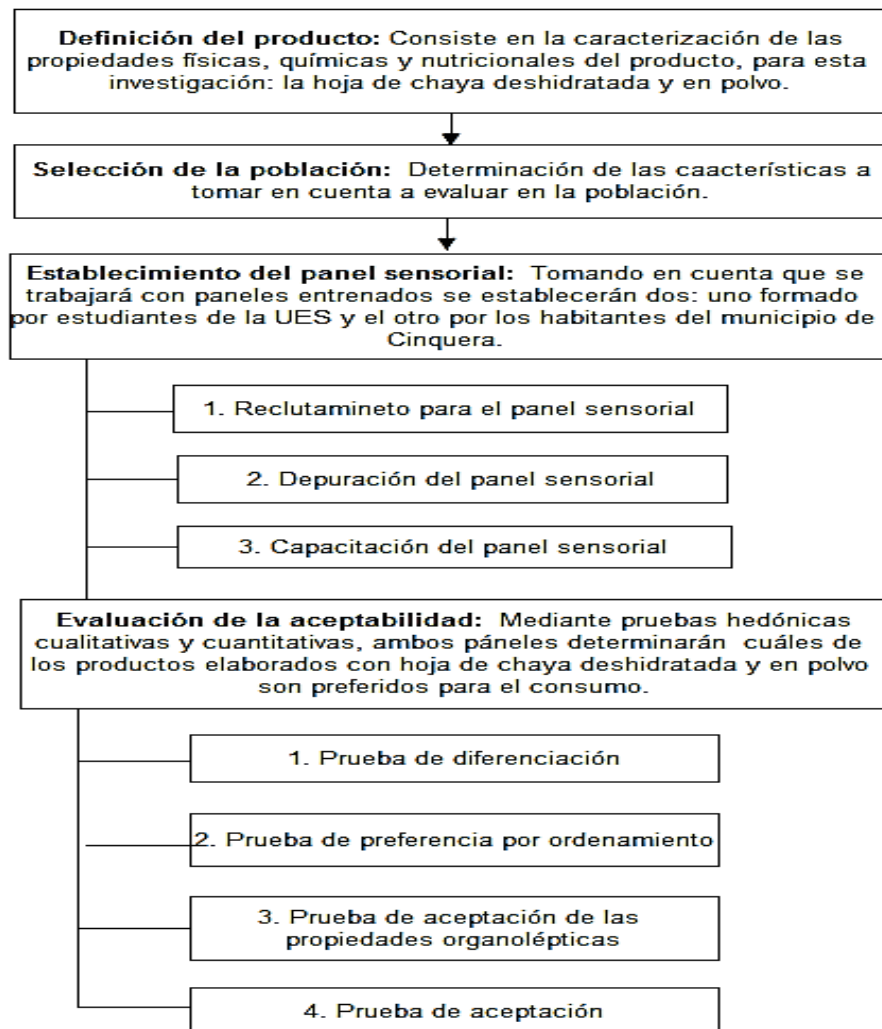 Definición del producto: Consiste en la caracterización de las
propiedades físicas, químicas y nutricionales del producto, para esta
investigación: la hoja de chaya deshidratada y en polvo.
Selección de la población: Determinación de las caacterísticas a
tomar en cuenta a evaluar en la población.
Establecimiento del panel sensorial: Tomando en cuenta que se
trabajará con paneles entrenados se establecerán dos: uno formado
por estudiantes de la UES y el otro por los habitantes del municipio de
Cinquera.
1. Reclutamineto para el panel sensorial
2. Depuración del panel sensorial
3. Capacitación del panel sensorial
Evaluación de la aceptabilidad: Mediante pruebas hedónicas
cualitativas y cuantitativas, ambos páneles determinarán cuáles de
los productos elaborados con hoja de chaya deshidratada y en polvo
son preferidos para el consumo.
1. Prueba de diferenciación
2. Prueba de preferencia por ordenamiento
3. Prueba de aceptación de las
propiedades organolépticas
4. Prueba de aceptación